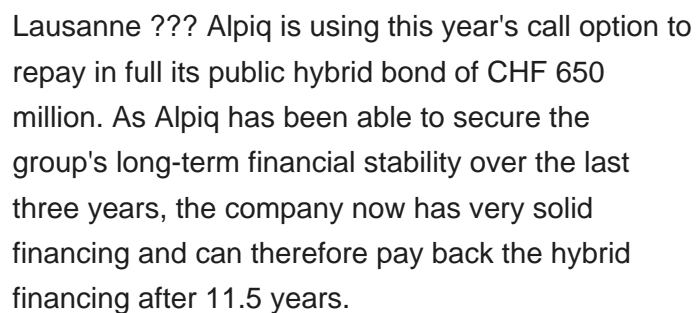 Lausanne ??? Alpiq is using this year's call option to
repay in full its public hybrid bond of CHF 650
million. As Alpiq has been able to secure the
group's long-term financial stability over the last
three years, the company now has very solid
financing and can therefore pay back the hybrid
financing after 11.5 years.